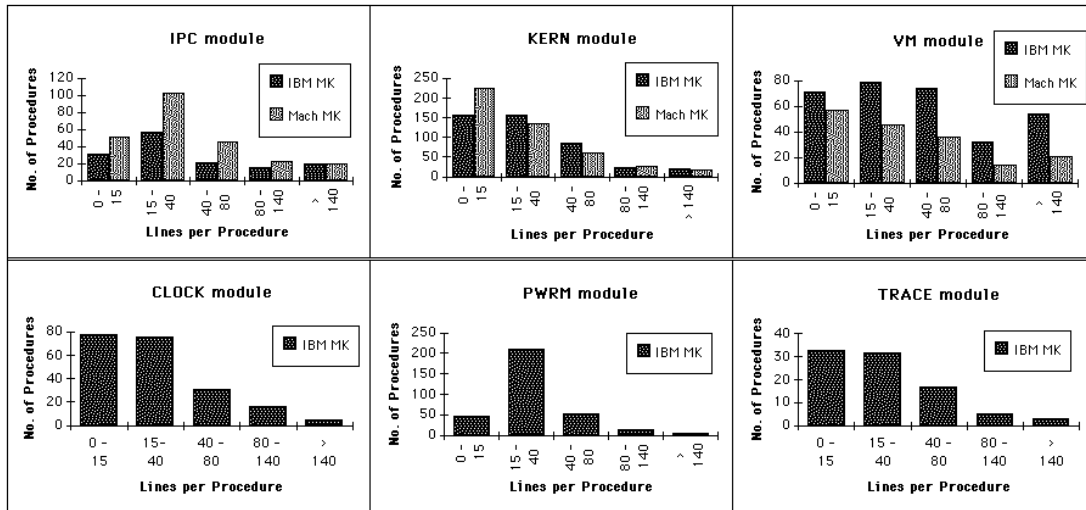 IPC module
No. of Procedures
120
100
80
60
40
20
0
IBM MK
Mach MK
0 - 15
15 - 40
40 - 80
80 - 140
> 140
Lines per Procedure
KERN module
No. of Procedures
250
200
150
100
50
0
IBM MK
Mach MK
0 - 15
15 - 40
40 - 80
80 - 140
> 140
Lines per Procedure
VM module
No. of Procedures
80
60
40
20
0
IBM MK
Mach MK
0 - 15
15 - 40
40 - 80
80 - 140
> 140
Lines per Procedure
CLOCK module
No. of Procedures
80
60
40
20
0
IBM MK
0 - 15
15- 40
40 - 80
80 - 140
> 140
Lines per Procedure
PWRM module
No. of Procedures
250
200
150
100
50
0
IBM MK
0 - 15
15 - 40
40 - 80
80 - 140
> 140
Lines per Procedure
TRACE module
No. of Procedures
40
30
20
10
0
IBM MK
0 - 15
15- 40
40 - 80
80 - 140
> 140
Lines per Procedure